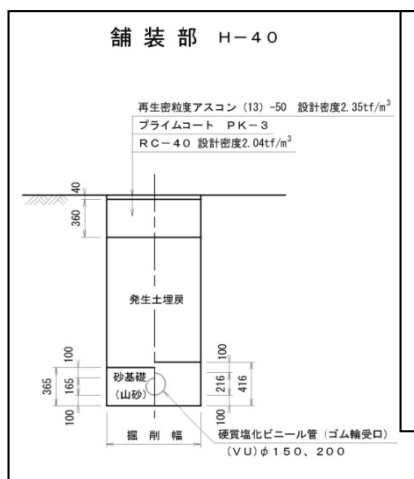 舗装部 H－40
再生密粒度アスコン（13）-50 設計密度2.35tf/m³
プライムコート PK－3
RC－40 設計密度2.04tf/m³
40
360
発生土埋戻
100
365
165
100
砂基礎
（山砂）
100
216
416
100
掘削幅
硬質塩化ビニール管（ゴム輪受口）
（VU）φ150、200